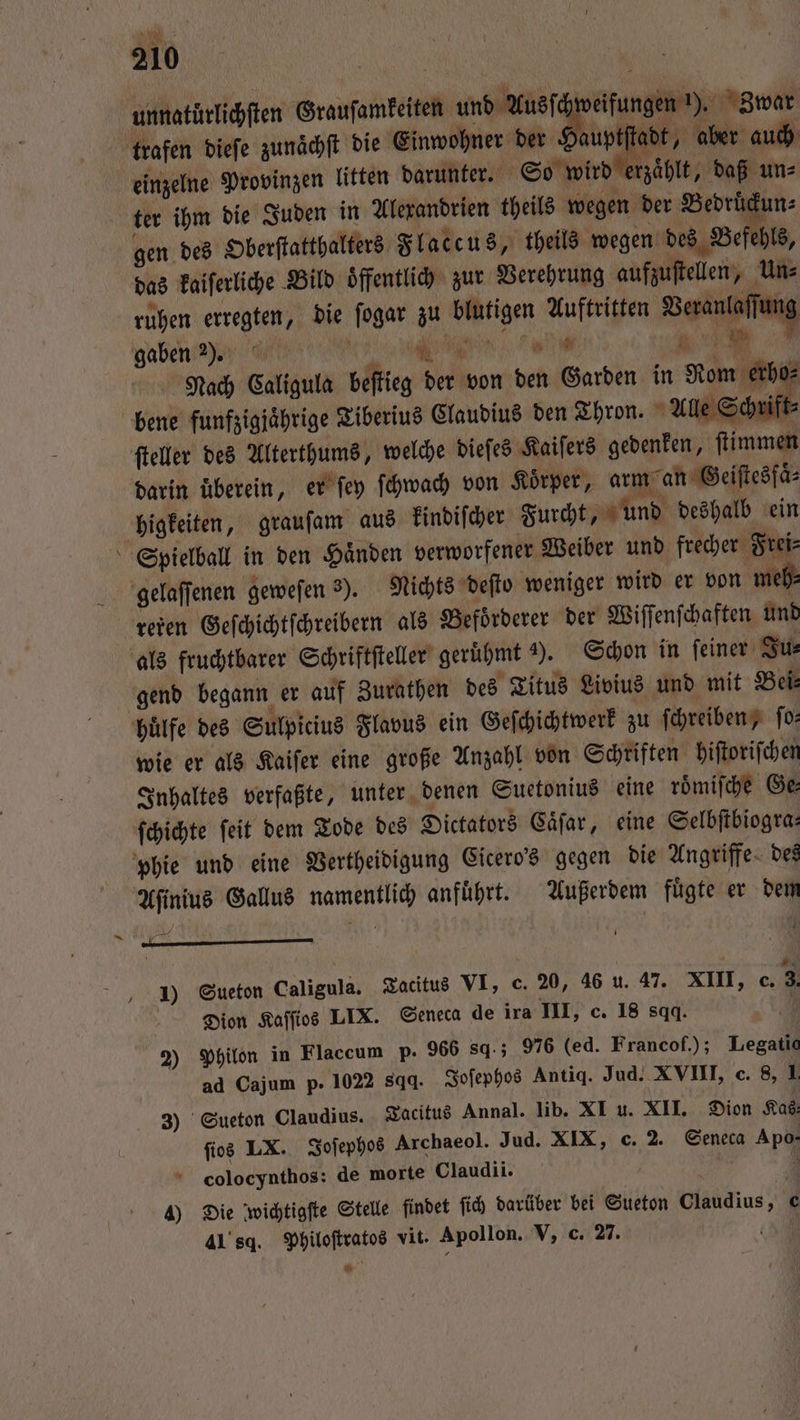 210
unnatürlichsten Grausamkeiten und Ausschweifungen ¹). Zwar
trafen diese zunächst die Einwohner der Hauptstadt, aber auch
einzelne Provinzen litten darunter. So wird erzählt, daß un-
ter ihm die Juden in Alexandrien theils wegen der Bedrückun-
gen des Oberstatthalters Flaccus, theils wegen des Befehls,
das kaiserliche Bild öffentlich zur Verehrung aufzustellen, Un-
ruhen erregten, die sogar zu blutigen Auftritten Veranlassung
gaben ²).
Nach Caligula bestieg der von den Garden in Rom erho-
bene funfzigjährige Tiberius Claudius den Thron. Alle Schrift-
steller des Alterthums, welche dieses Kaisers gedenken, stimmen
darin überein, er sey schwach von Körper, arm an Geistesfä-
higkeiten, grausam aus kindischer Furcht, und deshalb ein
Spielball in den Händen verworfener Weiber und frecher Frei-
gelassenen gewesen ³). Nichts desto weniger wird er von meh-
reren Geschichtschreibern als Beförderer der Wissenschaften und
als fruchtbarer Schriftsteller gerühmt ⁴). Schon in seiner Ju-
gend begann er auf Zurathen des Titus Livius und mit Bei-
hülfe des Sulpicius Flavus ein Geschichtwerk zu schreiben, so-
wie er als Kaiser eine große Anzahl von Schriften historischen
Inhaltes verfaßte, unter denen Suetonius eine römische Ge-
schichte seit dem Tode des Dictators Cäsar, eine Selbstbiogra-
phie und eine Vertheidigung Cicero's gegen die Angriffe des
Asinius Gallus namentlich anführt. Außerdem fügte er dem
1) Sueton Caligula. Tacitus VI, c. 20, 46 u. 47. XIII, c. 3.
Dion Kassios LIX. Seneca de ira III, c. 18 sqq.
2) Philon in Flaccum p. 966 sq.; 976 (ed. Francof.); Legatio
ad Cajum p. 1022 sqq. Josephos Antiq. Jud. XVIII, c. 8, 1.
3) Sueton Claudius. Tacitus Annal. lib. XI u. XII. Dion Kas-
sios LX. Josephos Archaeol. Jud. XIX, c. 2. Seneca Apo-
colocynthos: de morte Claudii.
4) Die wichtigste Stelle findet sich darüber bei Sueton Claudius, c
41 sq. Philostratos vit. Apollon. V, c. 27.